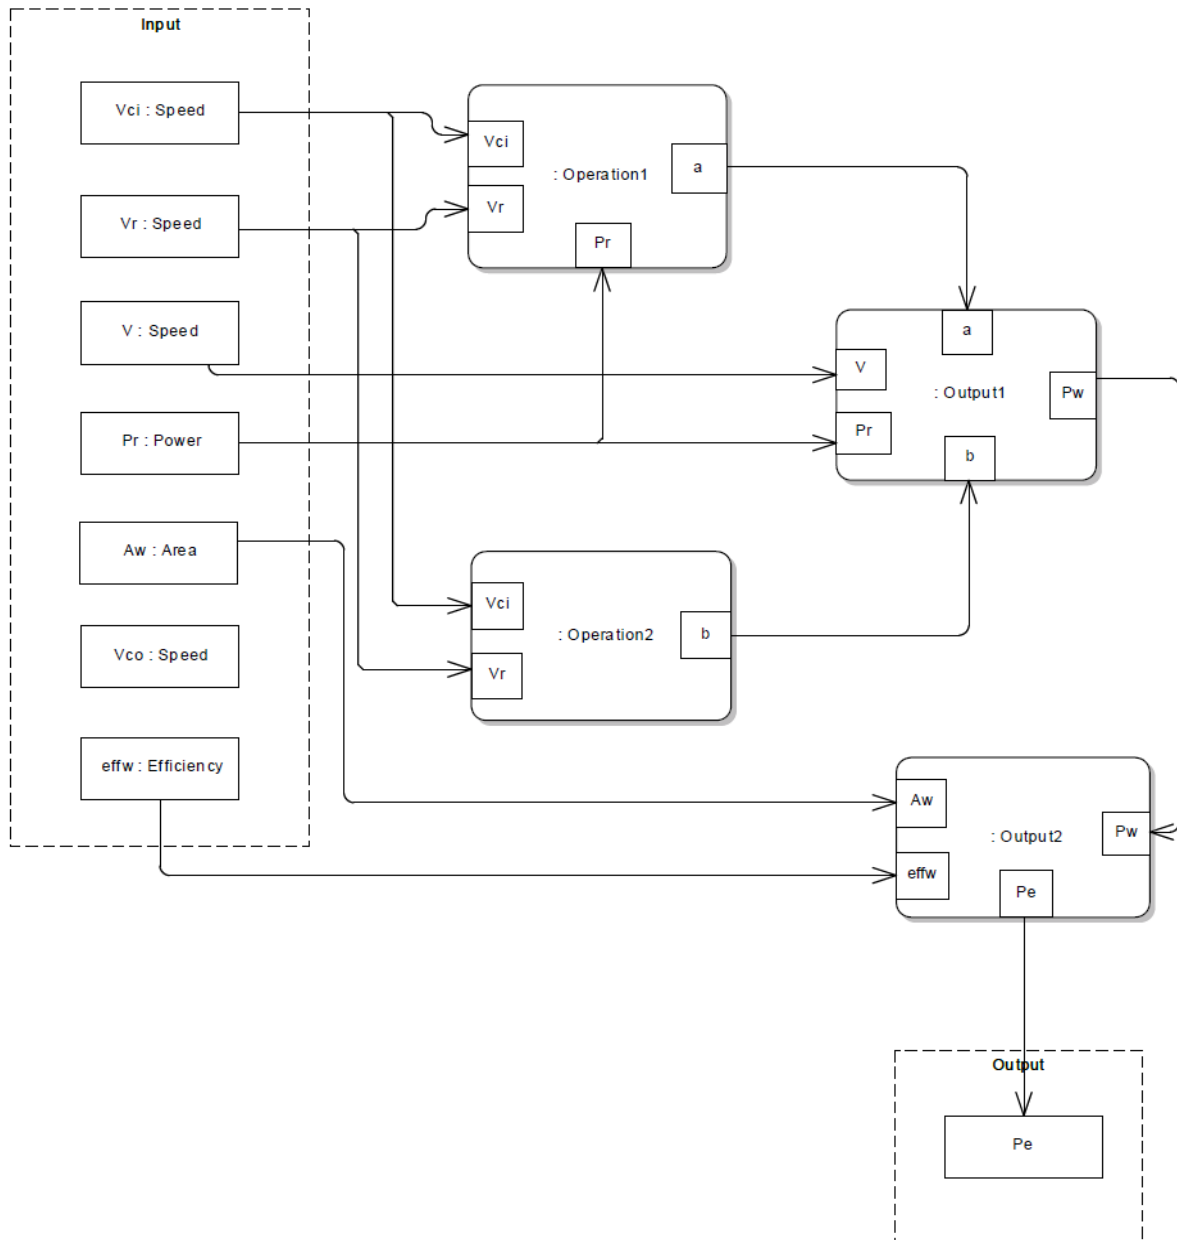 Input
Vci : Speed
Vr : Speed
V : Speed
Pr : Power
Aw : Area
Vco : Speed
effw : Efficiency
Vci
Vr
: Operation1
Pr
a
a
V
: Output1
Pr
Pw
b
Vci
: Operation2
b
Vr
Aw
: Output2
Pw
effw
Pe
Output
Pe